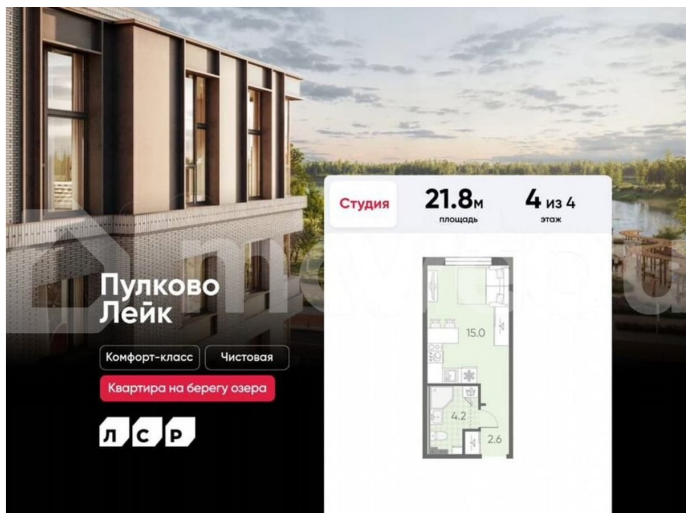 Студия
21.8м
площадь
4 из 4
этаж
Пулково
Лейк
Комфорт-класс
Чистовая
Квартира на берегу озера
ЛСР
15.0
4.2
2.6